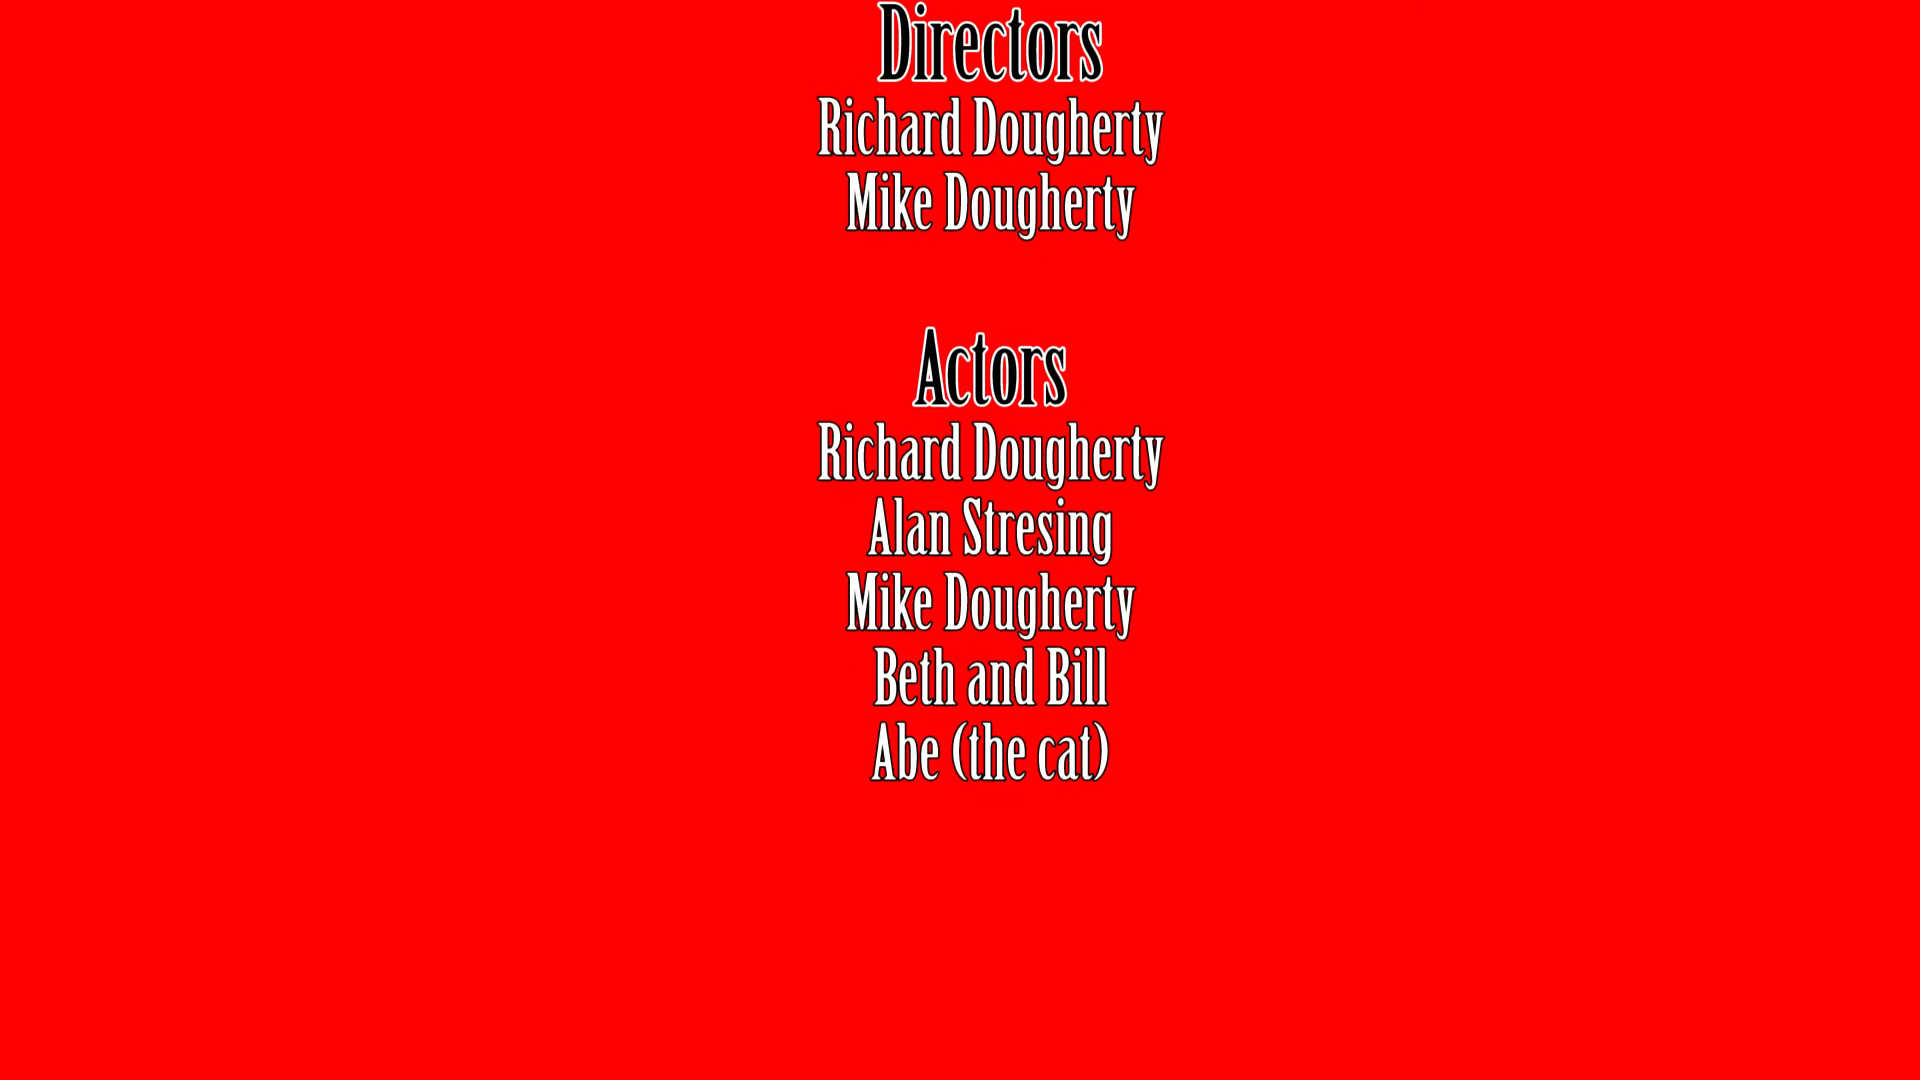 Directors
Richard Dougherty
Mike Dougherty
Actors
Richard Dougherty
Alan Stresing
Mike Dougherty
Beth and Bill
Abe (the cat)